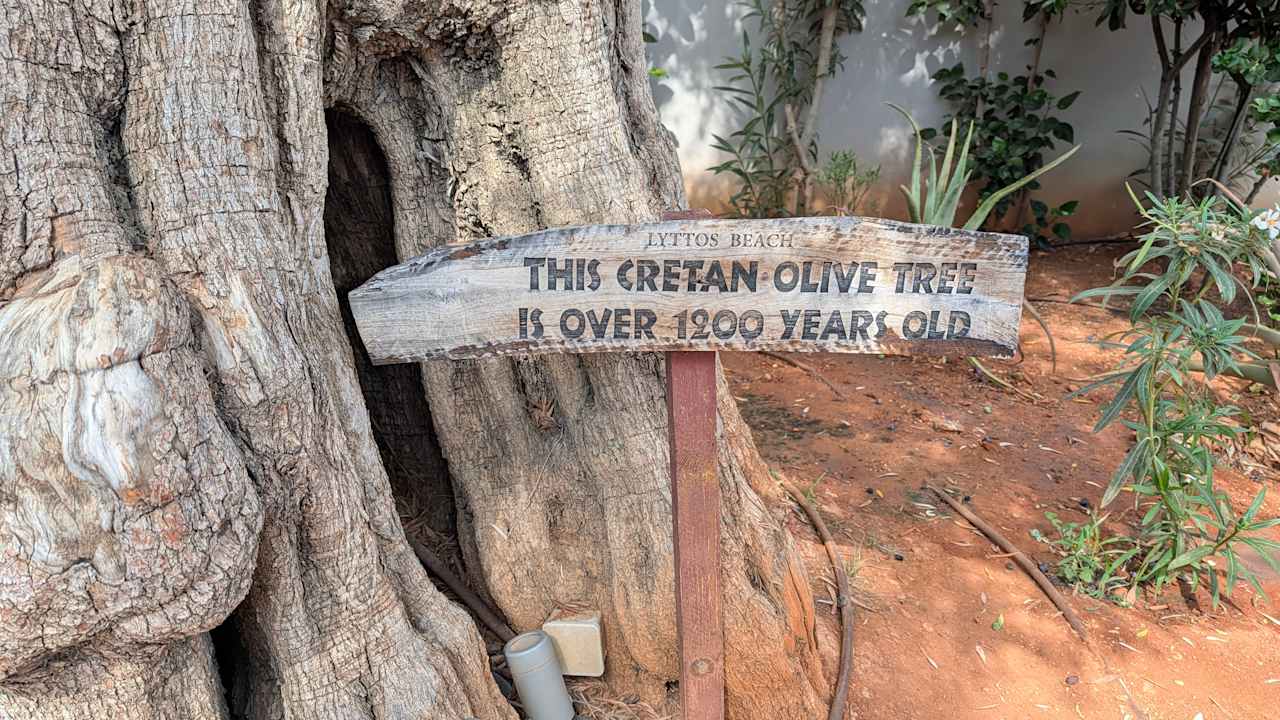 LYTTOS BEACH
THIS CRETAN OLIVE TREE
IS OVER 1200 YEARS OLD